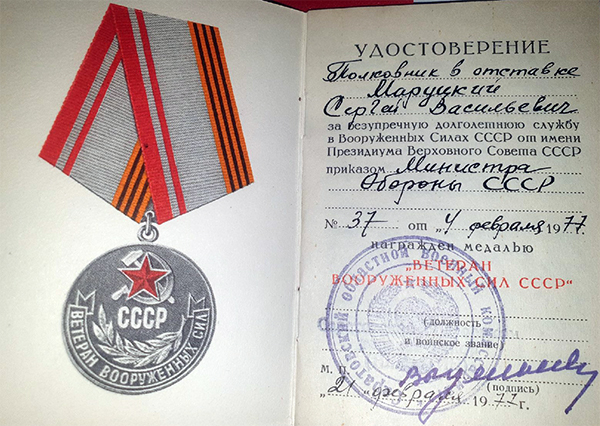 СССР
ВЕТЕРАН ВООРУЖЕННЫХ СИЛ
УДОСТОВЕРЕНИЕ
Полковник в отставке
Маруцкий
Сергей Васильевич
за безупречную долголетнюю службу
в Вооруженных Силах СССР от имени
Президиума Верховного Совета СССР
приказом Министра
Обороны СССР
№ 37 от „4 февраля 1977.
награжден медалью
„ВЕТЕРАН
ВООРУЖЕННЫХ СИЛ СССР“
ОБЛАСТНОЙ ВОЕННЫЙ
(должность
и воинское звание)
М. П.
(подпись)
„21 февраля 1977 г.